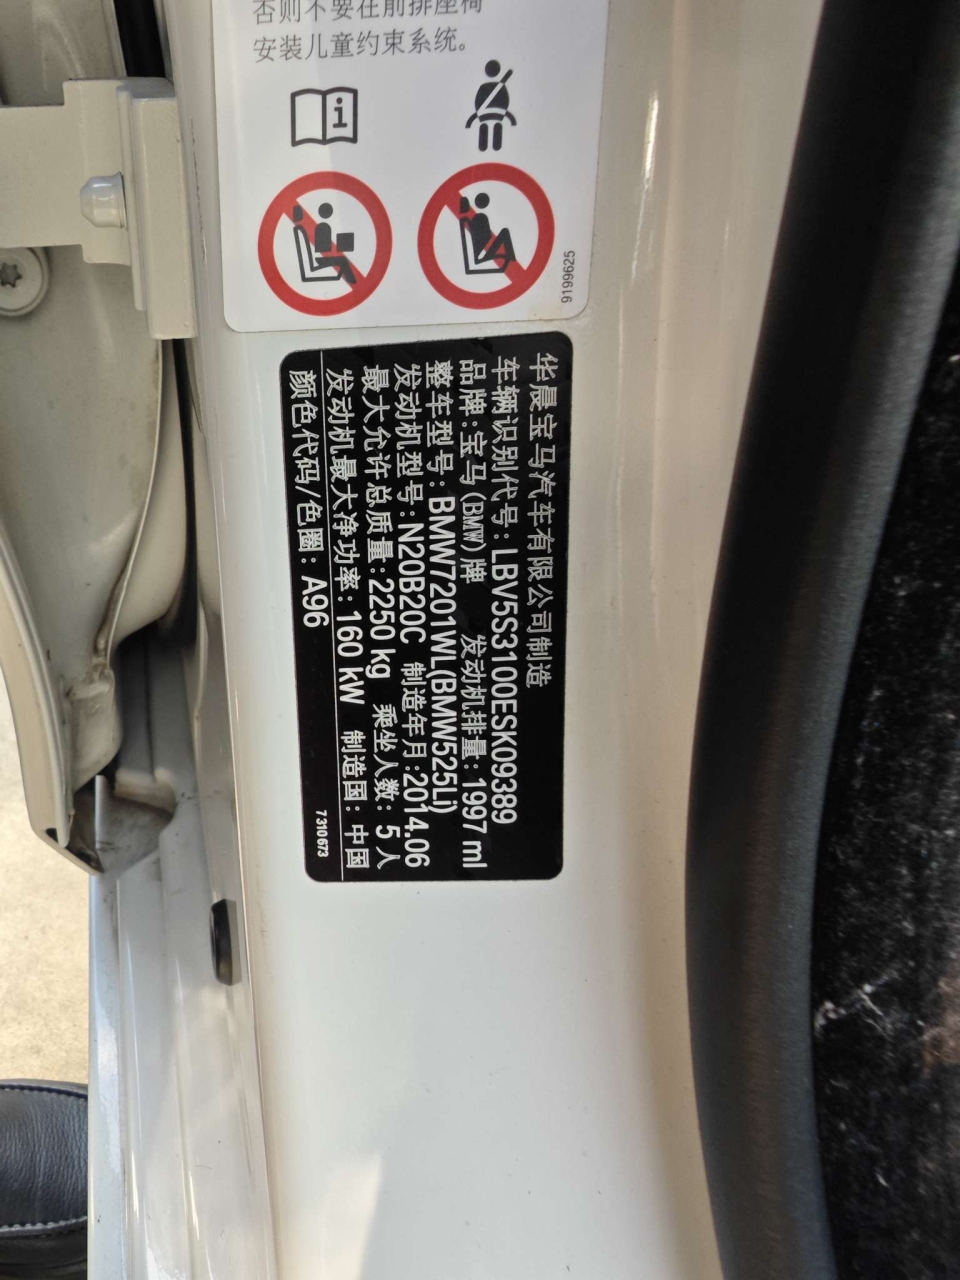 否则不要在前排座椅
安装儿童约束系统。
9199625
华晨宝马汽车有限公司制造
车辆识别代号:LBV5S3100ESK09389
品牌:宝马(BMW)牌 发动机排量:1997 ml
整车型号:BMW7201WL(BMW525Li)
发动机型号:N20B20C 制造年月:2014.06
最大允许总质量:2250 kg 乘坐人数:5人
发动机最大净功率:160 kW 制造国:中国
颜色代码/色圈:A96
7310673